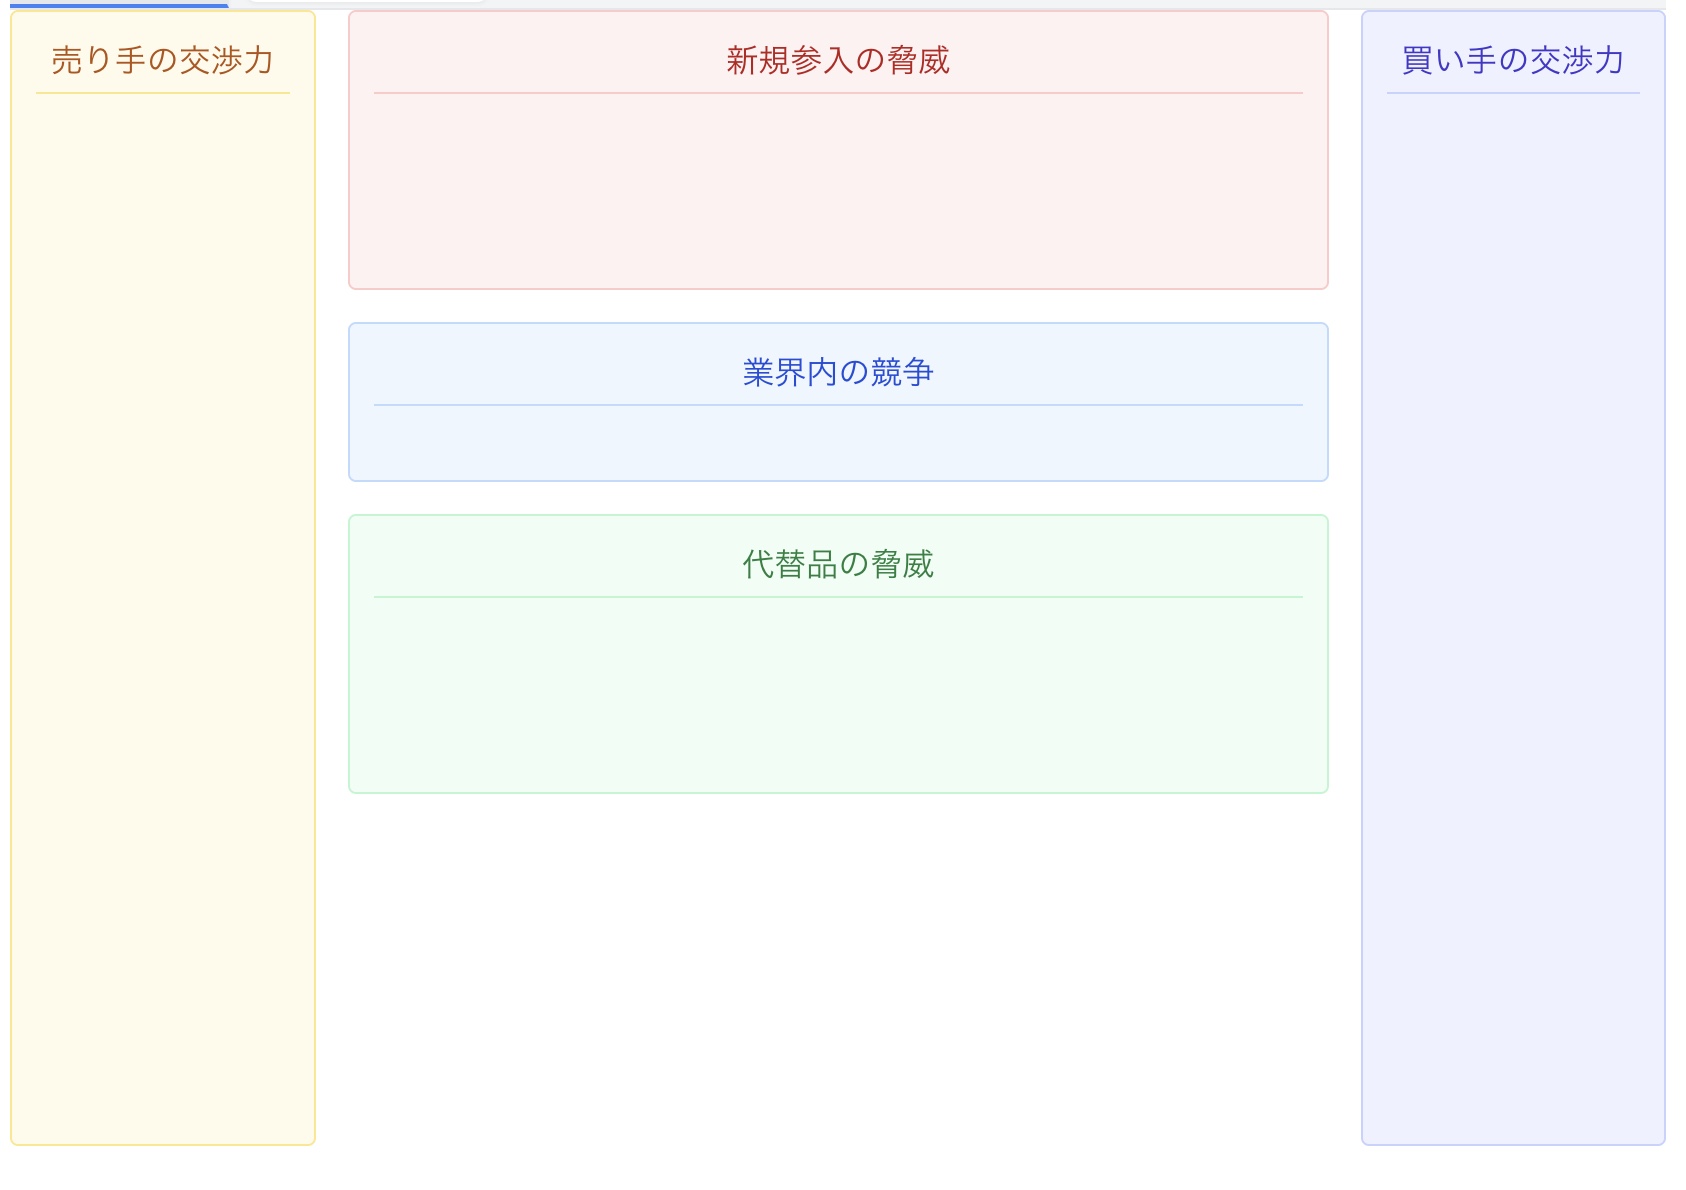 売り手の交渉力
新規参入の脅威
業界内の競争
代替品の脅威
買い手の交渉力